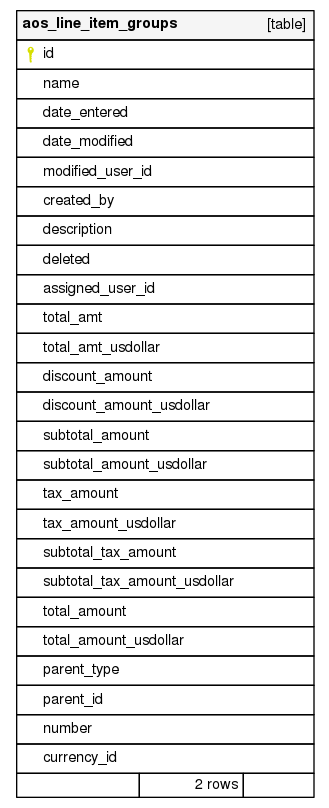 aos_line_item_groups [table]
id
name
date_entered
date_modified
modified_user_id
created_by
description
deleted
assigned_user_id
total_amt
total_amt_usdollar
discount_amount
discount_amount_usdollar
subtotal_amount
subtotal_amount_usdollar
tax_amount
tax_amount_usdollar
subtotal_tax_amount
subtotal_tax_amount_usdollar
total_amount
total_amount_usdollar
parent_type
parent_id
number
currency_id
2 rows